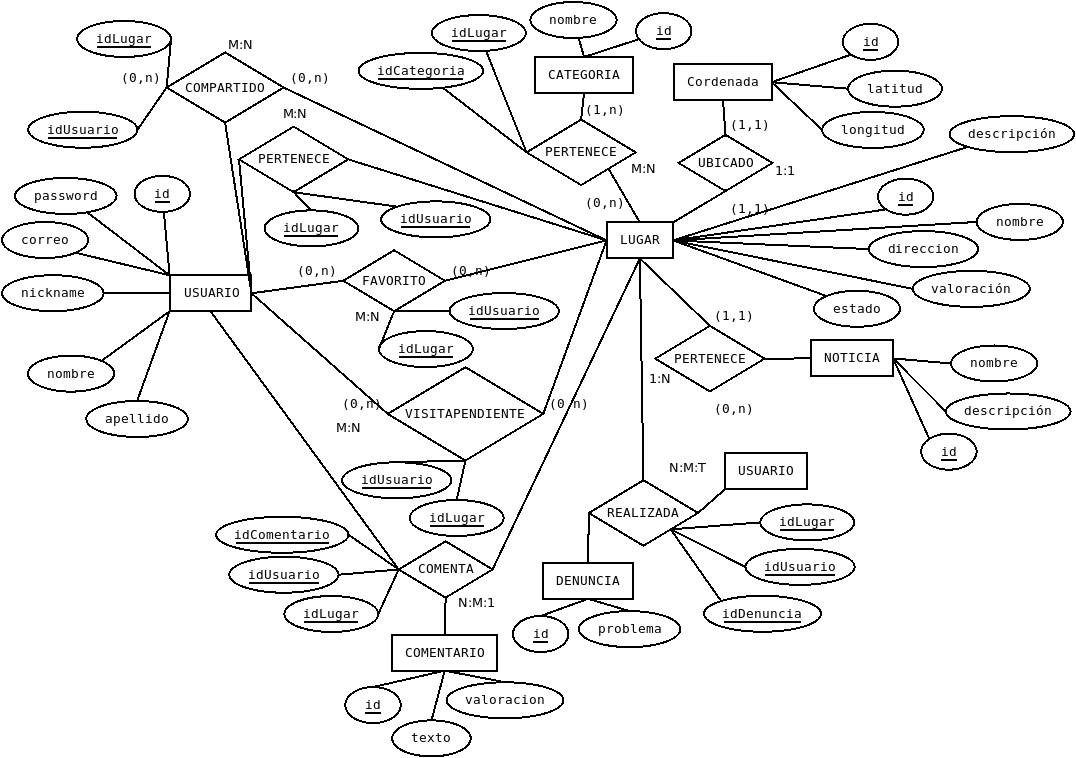 nombre
idLugar
id
idLugar
id
M:N
idCategoria
CATEGORIA
(0,n)
COMPARTIDO
(0,n)
Cordenada
latitud
(1,n)
M:N
idUsuario
(1,1)
longitud
descripción
PERTENECE
PERTENECE
UBICADO
M:N
1:1
password
id
(0,n)
(1,1)
id
idLugar
idUsuario
nombre
correo
LUGAR
direccion
(0,n)
(0,n)
FAVORITO
nickname
USUARIO
valoración
idUsuario
estado
M:N
(1,1)
idLugar
PERTENECE
NOTICIA
nombre
nombre
1:N
(0,n)
(0,n)
(0,n)
descripción
apellido
VISITAPENDIENTE
M:N
id
N:M:T
USUARIO
idUsuario
idLugar
REALIZADA
idLugar
idComentario
idUsuario
COMENTA
idUsuario
DENUNCIA
N:M:1
idLugar
idDenuncia
id
problema
COMENTARIO
id
valoracion
texto